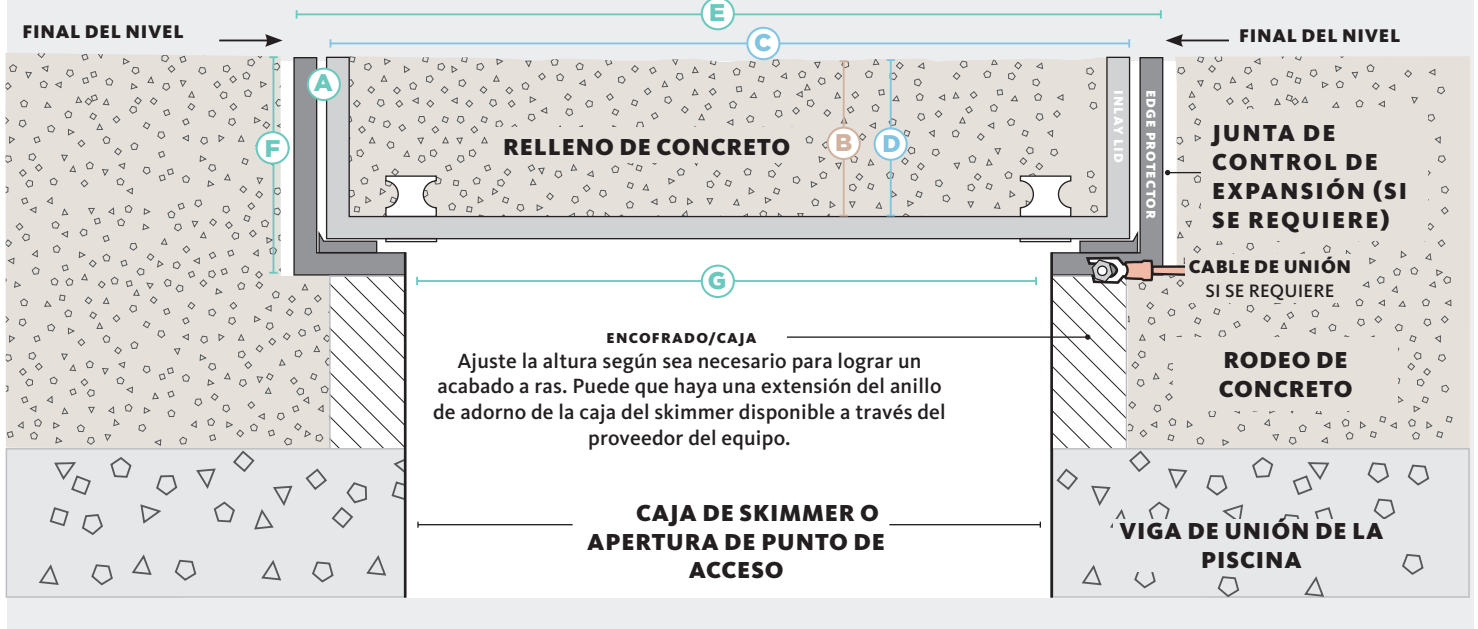 E
FINAL DEL NIVEL
FINAL DEL NIVEL
C
A
F
RELLENO DE CONCRETO
B
D
INLAY LID
EDGE PROTECTOR
JUNTA DE
CONTROL DE
EXPANSIÓN (SI
SE REQUIERE)
CABLE DE UNIÓN
SI SE REQUIERE
G
ENCOFRADO/CAJA
Ajuste la altura según sea necesario para lograr un
acabado a ras. Puede que haya una extensión del anillo
de adorno de la caja del skimmer disponible a través del
proveedor del equipo.
RODEO DE
CONCRETO
CAJA DE SKIMMER O
APERTURA DE PUNTO DE
ACCESO
VIGA DE UNIÓN DE LA
PISCINA